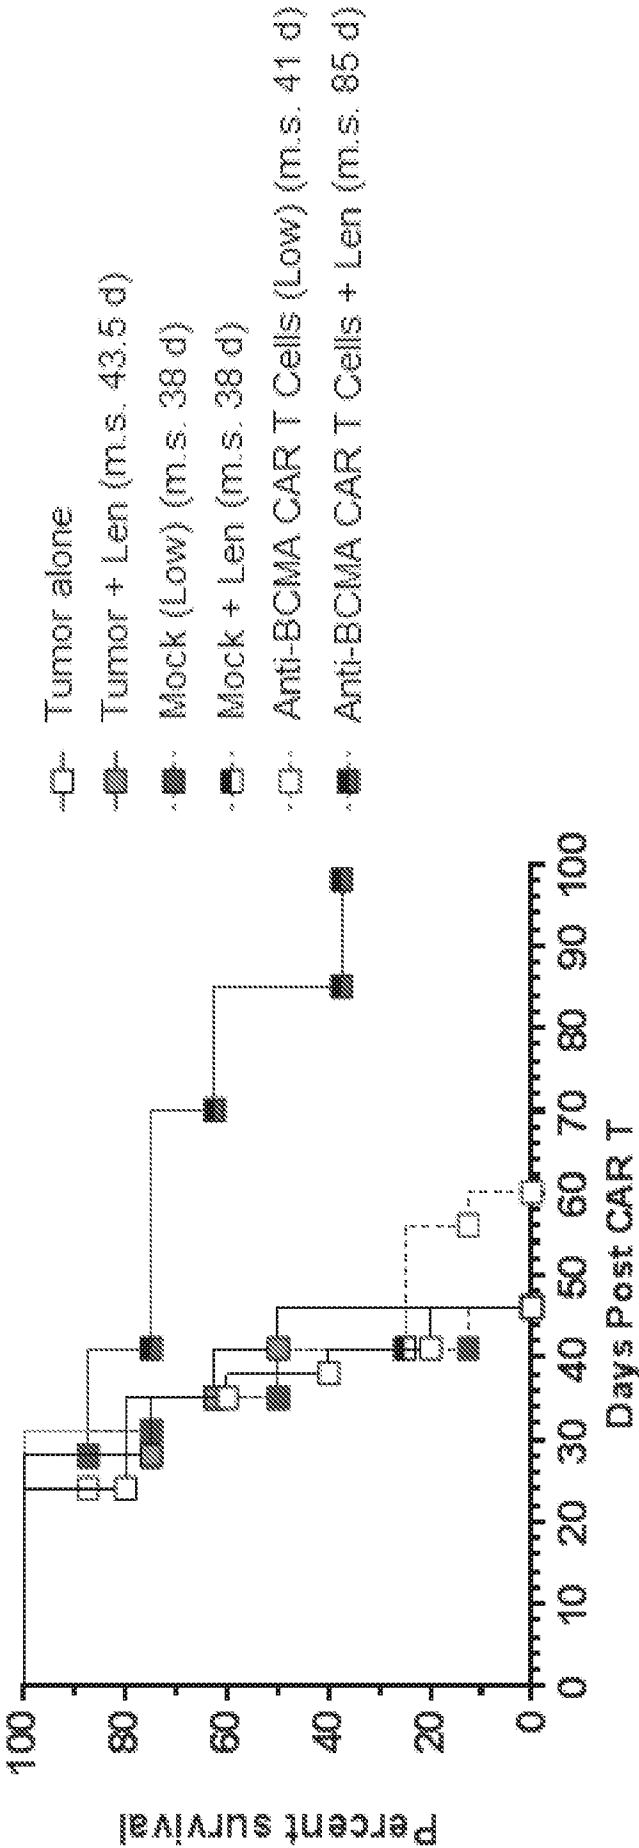 Tumor alone
Tumor + Len (m.s. 43.5 d)
Mock (Low) (m.s. 38 d)
Mock + Len (m.s. 38 d)
Anti-BCMA CAR T Cells (Low) (m.s. 41 d)
Anti-BCMA CAR T Cells + Len (m.s. 85 d)
Percent survival
100
80
60
40
20
0
0 10 20 30 40 50 60 70 80 90 100
Days Post CAR T